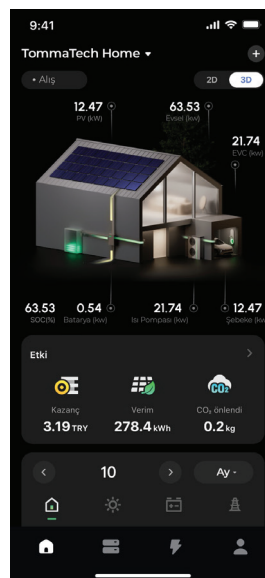 9:41
TommaTech Home
• Alış
2D 3D
12.47 63.53
PV (kW) Evsel (kw)
21.74
EVC (kw)
63.53 0.54 21.74 12.47
SOC(%) Batarya (kw) Isı Pompası (kw) Şebeke (kw)
Etki
CO2
Kazanç Verim CO₂ önlendi
3.19 TRY 278.4 kWh 0.2 kg
10 Ay -